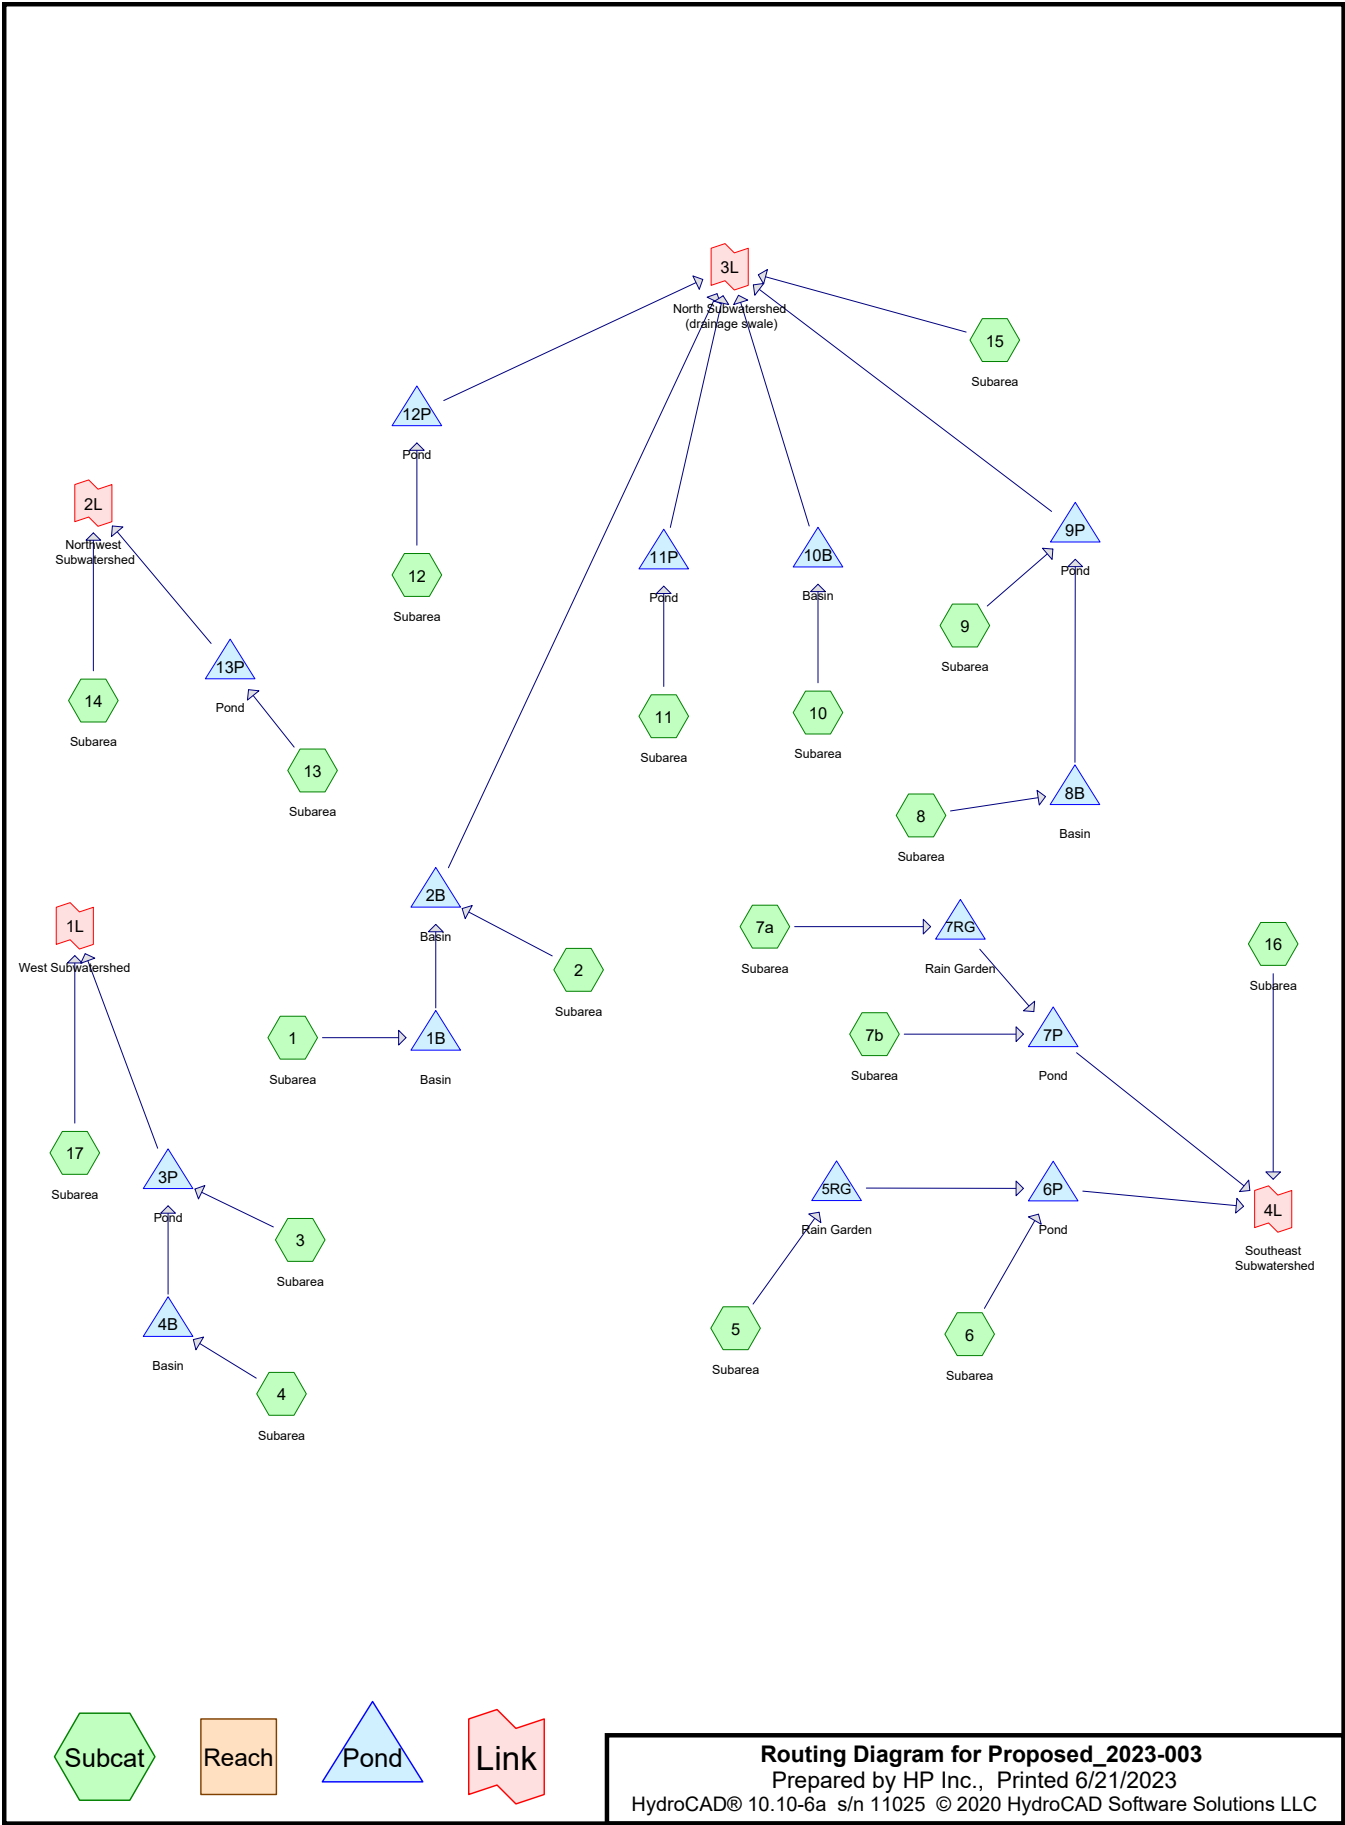 3L
North Subwatershed
(drainage swale)
15
Subarea
12P
Pond
2L
Northwest
Subwatershed
12
Subarea
11P
Pond
10B
Basin
9P
Pond
9
Subarea
13P
Pond
14
Subarea
11
Subarea
10
Subarea
13
Subarea
8B
Basin
8
Subarea
2B
Basin
1L
West Subwatershed
7a
Subarea
7RG
Rain Garden
16
Subarea
2
Subarea
1
Subarea
1B
Basin
7b
Subarea
7P
Pond
17
Subarea
3P
Pond
5RG
Rain Garden
6P
Pond
4L
Southeast
Subwatershed
3
Subarea
4B
Basin
5
Subarea
6
Subarea
4
Subarea
Subcat
Reach
Pond
Link
Routing Diagram for Proposed_2023-003
Prepared by HP Inc., Printed 6/21/2023
HydroCAD® 10.10-6a s/n 11025 © 2020 HydroCAD Software Solutions LLC